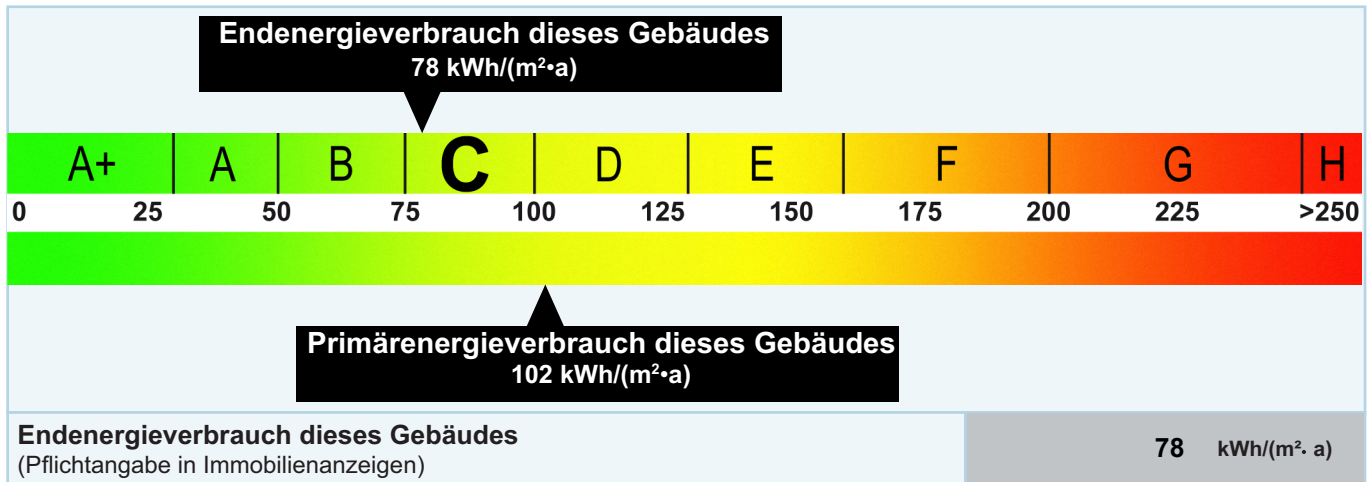 Endenergieverbrauch dieses Gebäudes
78 kWh/(m²•a)
A+ A B C D E F G H
0 25 50 75 100 125 150 175 200 225 >250
Primärenergieverbrauch dieses Gebäudes
102 kWh/(m²•a)
Endenergieverbrauch dieses Gebäudes
(Pflichtangabe in Immobilienanzeigen)
78 kWh/(m²· a)